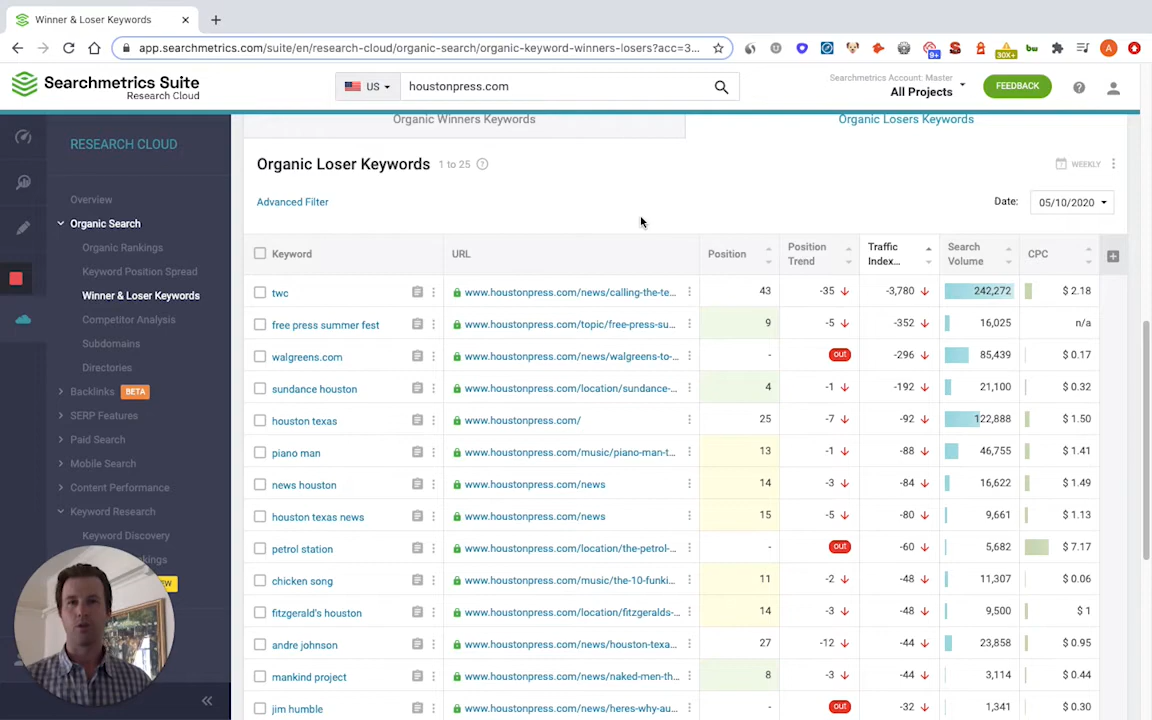 Winner & Loser Keywords
app.searchmetrics.com/suite/en/research-cloud/organic-search/organic-keyword-winners-losers?acc=3...
9+
30X+
bw
A
Searchmetrics Suite
Research Cloud
US
houstonpress.com
Searchmetrics Account: Master
All Projects
FEEDBACK
RESEARCH CLOUD
Overview
Organic Search
Organic Rankings
Keyword Position Spread
Winner & Loser Keywords
Competitor Analysis
Subdomains
Directories
Backlinks BETA
SERP Features
Paid Search
Mobile Search
Content Performance
Keyword Research
Keyword Discovery
Organic Winners Keywords
Organic Losers Keywords
Organic Loser Keywords 1 to 25
WEEKLY
Advanced Filter
Date: 05/10/2020
Keyword URL Position Position Trend Traffic Index... Search Volume CPC
twc www.houstonpress.com/news/calling-the-te... 43 -35 -3,780 242,272 $ 2.18
free press summer fest www.houstonpress.com/topic/free-press-su... 9 -5 -352 16,025 n/a
walgreens.com www.houstonpress.com/news/walgreens-to-... - out -296 85,439 $ 0.17
sundance houston www.houstonpress.com/location/sundance-... 4 -1 -192 21,100 $ 0.32
houston texas www.houstonpress.com/ 25 -7 -92 122,888 $ 1.50
piano man www.houstonpress.com/music/piano-man-t... 13 -1 -88 46,755 $ 1.41
news houston www.houstonpress.com/news 14 -3 -84 16,622 $ 1.49
houston texas news www.houstonpress.com/news 15 -5 -80 9,661 $ 1.13
petrol station www.houstonpress.com/location/the-petrol-... - out -60 5,682 $ 7.17
chicken song www.houstonpress.com/music/the-10-funki... 11 -2 -48 11,307 $ 0.06
fitzgerald's houston www.houstonpress.com/location/fitzgeralds-... 14 -3 -48 9,500 $ 1
andre johnson www.houstonpress.com/news/houston-texa... 27 -12 -44 23,858 $ 0.95
mankind project www.houstonpress.com/news/naked-men-th... 8 -3 -44 3,114 $ 0.44
jim humble www.houstonpress.com/news/heres-why-au... - out -32 1,341 $ 0.30